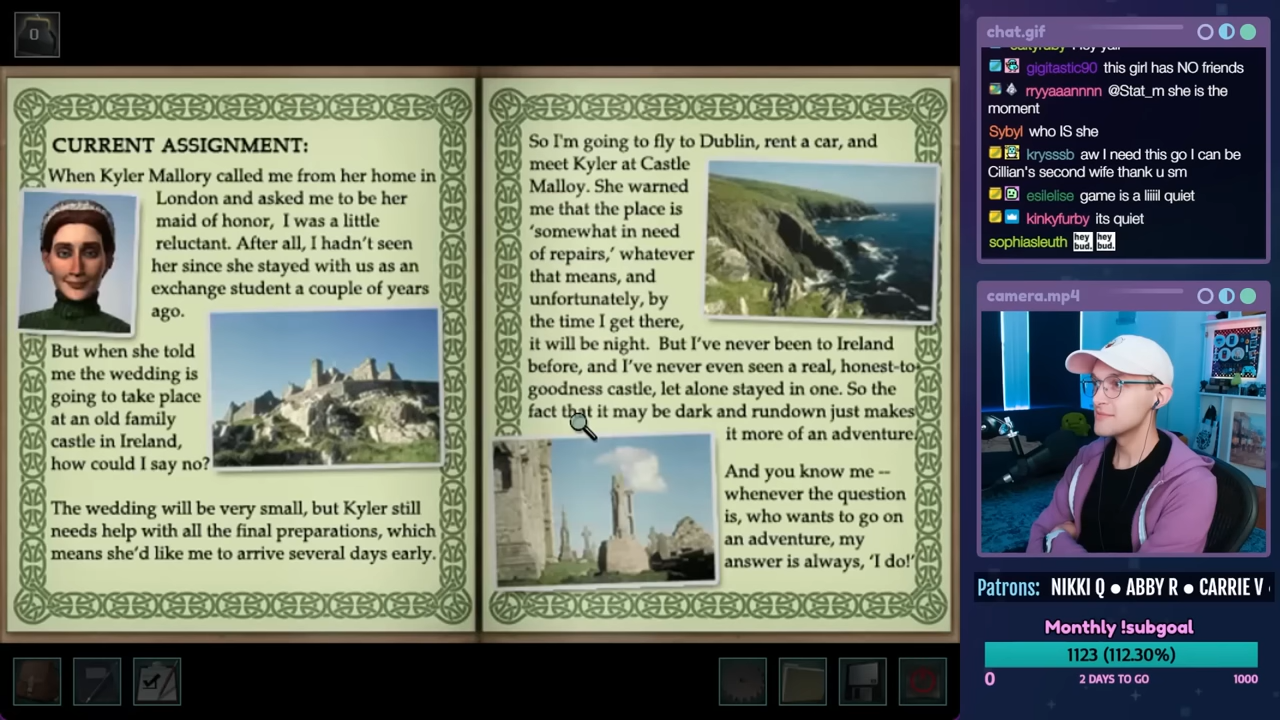 0
CURRENT ASSIGNMENT:
When Kyler Mallory called me from her home in
London and asked me to be her
maid of honor, I was a little
reluctant. After all, I hadn't seen
her since she stayed with us as an
exchange student a couple of years
ago.
But when she told
me the wedding is
going to take place
at an old family
castle in Ireland,
how could I say no?
The wedding will be very small, but Kyler still
needs help with all the final preparations, which
means she'd like me to arrive several days early.
So I'm going to fly to Dublin, rent a car, and
meet Kyler at Castle
Malloy. She warned
me that the place is
'somewhat in need
of repairs,' whatever
that means, and
unfortunately, by
the time I get there,
it will be night. But I've never been to Ireland
before, and I've never even seen a real, honest-to-
goodness castle, let alone stayed in one. So the
fact that it may be dark and rundown just makes
it more of an adventure.
And you know me --
whenever the question
is, who wants to go on
an adventure, my
answer is always, 'I do!'
chat.gif
gigitastic90 this girl has NO friends
rryyaaannnn @Stat_m she is the
moment
Sybyl who IS she
krysssb aw I need this go I can be
Cillian's second wife thank u sm
esilelise game is a liiiil quiet
kinkyfurby its quiet
sophiasleuth hey bud. hey bud.
camera.mp4
Patrons: NIKKI Q ● ABBY R ● CARRIE V
Monthly !subgoal
1123 (112.30%)
0 2 DAYS TO GO 1000